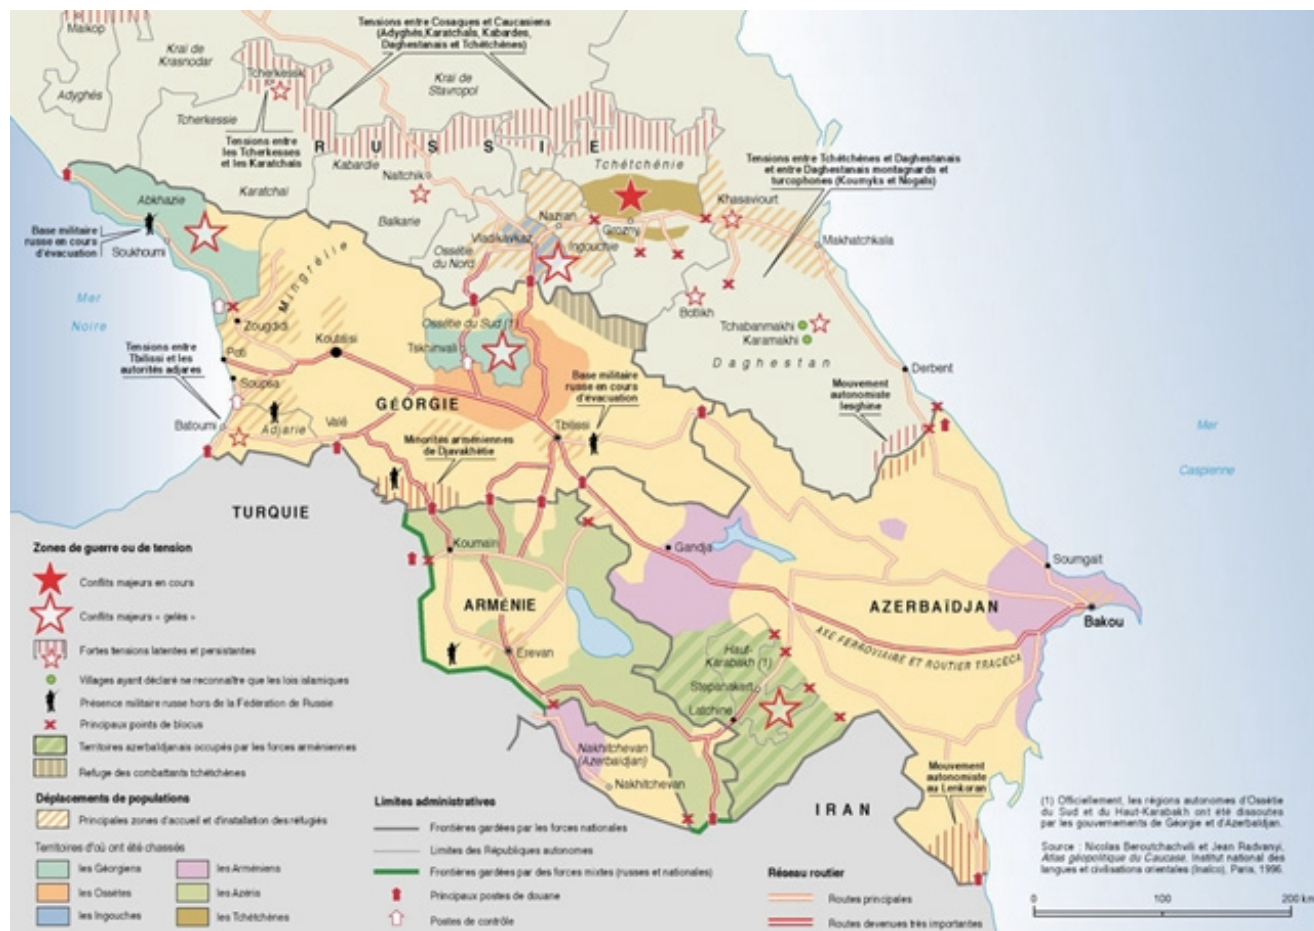 Maïkop
Adyghés
Kraï de
Krasnodar
Tcherkessie
Tcherkessk
Tensions entre Cosaques et Caucasiens
(Adyghés, Karatchaïs, Kabardes,
Daghestanais et Tchétchènes)
Kraï de
Stavropol
Tensions entre
les Tcherkesses
et les Karatchaïs
RUSSIE
Kabardie
Naltchik
Karatchaï
Balkarie
Tchétchénie
Tensions entre Tchétchènes et Daghestanais
et entre Daghestanais montagnards et
turcophones (Koumyks et Nogaïs)
Abkhazie
Base militaire
russe en cours
d'évacuation
Soukhoumi
Nazran
Grozny
Khasaviourt
Vladikavkaz
Ingouchie
Ossétie
du Nord
Makhatchkala
Mer
Noire
Mingrélie
Zougdidi
Koutaïssi
Ossétie du Sud (1)
Tskhinvali
Botlikh
Tchabanmakhi
Karamakhi
Daghestan
Derbent
Tensions entre
Tbilissi et les
autorités adjares
Poti
Soupsa
Batoumi
Adjarie
Valé
GÉORGIE
Base militaire
russe en cours
d'évacuation
Tbilissi
Mouvement
autonomiste
lesghine
Minorités arméniennes
de Djavakhétie
Mer
Caspienne
TURQUIE
Koumaïri
Gandja
Soumgaït
ARMÉNIE
AZERBAÏDJAN
Bakou
Erevan
AXE FERROVIAIRE ET ROUTIER TRACECA
Haut-
Karabakh (1)
Stepanakert
Latchine
Nakhitchevan
(Azerbaïdjan)
Nakhitchevan
IRAN
Mouvement
autonomiste
au Lenkoran
Zones de guerre ou de tension
Conflits majeurs en cours
Conflits majeurs « gelés »
Fortes tensions latentes et persistantes
Villages ayant déclaré ne reconnaître que les lois islamiques
Présence militaire russe hors de la Fédération de Russie
Principaux points de blocus
Territoires azerbaïdjanais occupés par les forces arméniennes
Refuge des combattants tchétchènes
Déplacements de populations
Principales zones d'accueil et d'installation des réfugiés
Territoires d'où ont été chassés
les Géorgiens
les Arméniens
les Ossètes
les Azéris
les Ingouches
les Tchétchènes
Limites administratives
Frontières gardées par les forces nationales
Limites des Républiques autonomes
Frontières gardées par des forces mixtes (russes et nationales)
Principaux postes de douane
Postes de contrôle
Réseau routier
Routes principales
Routes devenues très importantes
(1) Officiellement, les régions autonomes d'Ossétie
du Sud et du Haut-Karabakh ont été dissoutes
par les gouvernements de Géorgie et d'Azerbaïdjan.
Source : Nicolas Beroutchachvili et Jean Radvanyi,
Atlas géopolitique du Caucase, Institut national des
langues et civilisations orientales (Inalco), Paris, 1996.
0 100 200 km